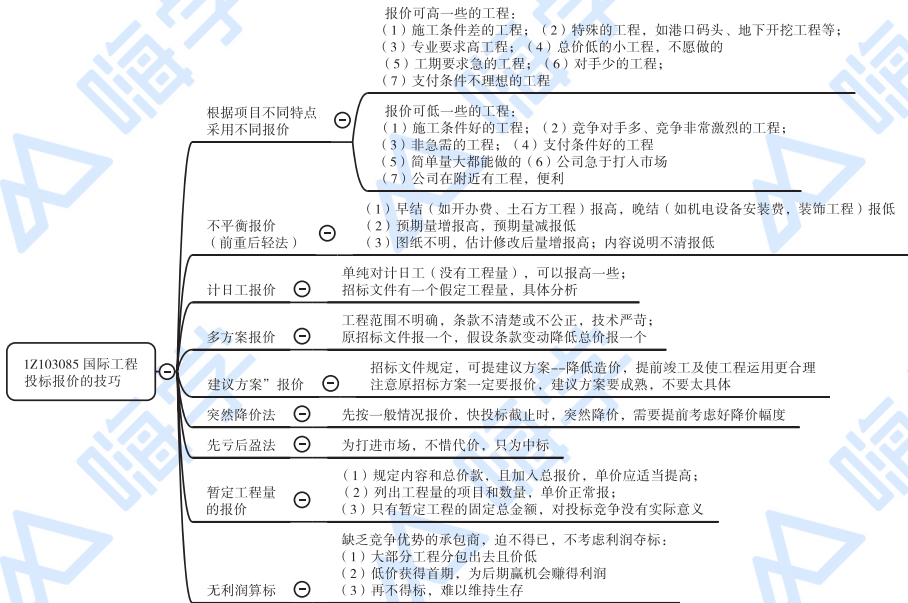 报价可高一些的工程：
（1）施工条件差的工程；（2）特殊的工程，如港口码头、地下开挖工程等；
（3）专业要求高工程；（4）总价低的小工程，不愿做的
（5）工期要求急的工程；（6）对手少的工程；
（7）支付条件不理想的工程
根据项目不同特点
采用不同报价
报价可低一些的工程：
（1）施工条件好的工程；（2）竞争对手多、竞争非常激烈的工程；
（3）非急需的工程；（4）支付条件好的工程
（5）简单量大都能做的（6）公司急于打入市场
（7）公司在附近有工程，便利
不平衡报价
（前重后轻法）
（1）早结（如开办费、土石方工程）报高，晚结（如机电设备安装费，装饰工程）报低
（2）预期量增报高，预期量减报低
（3）图纸不明，估计修改后量增报高；内容说明不清报低
计日工报价
单纯对计日工（没有工程量），可以报高一些；
招标文件有一个假定工程量，具体分析
多方案报价
工程范围不明确，条款不清楚或不公正，技术严苛；
原招标文件报一个，假设条款变动降低总价报一个
1Z103085 国际工程
投标报价的技巧
建议方案”报价
招标文件规定，可提建议方案--降低造价，提前竣工及使工程运用更合理
注意原招标方案一定要报价，建议方案要成熟，不要太具体
突然降价法
先按一般情况报价，快投标截止时，突然降价，需要提前考虑好降价幅度
先亏后盈法
为打进市场，不惜代价，只为中标
暂定工程量
的报价
（1）规定内容和总价款，且加入总报价，单价应适当提高；
（2）列出工程量的项目和数量，单价正常报；
（3）只有暂定工程的固定总金额，对投标竞争没有实际意义
无利润算标
缺乏竞争优势的承包商，迫不得已，不考虑利润夺标：
（1）大部分工程分包出去且价低
（2）低价获得首期，为后期赢机会赚得利润
（3）再不得标，难以维持生存
嗨学
嗨学
嗨学
嗨学
嗨学
嗨学